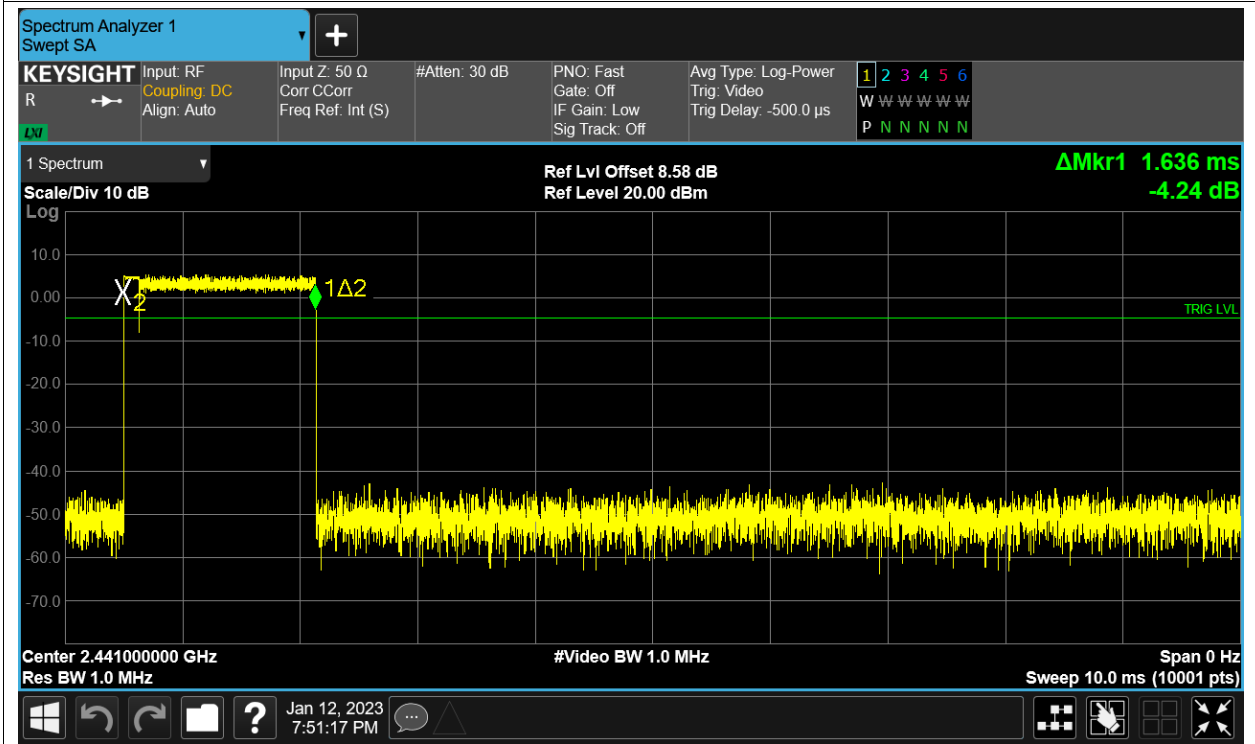 Spectrum Analyzer 1
Swept SA
+
KEYSIGHT
R
LXI
Input: RF
Coupling: DC
Align: Auto
Input Z: 50 Ω
Corr CCorr
Freq Ref: Int (S)
#Atten: 30 dB
PNO: Fast
Gate: Off
IF Gain: Low
Sig Track: Off
Avg Type: Log-Power
Trig: Video
Trig Delay: -500.0 µs
1 2 3 4 5 6
W W W W W W
P N N N N N
1 Spectrum
Scale/Div 10 dB
Log
Ref Lvl Offset 8.58 dB
Ref Level 20.00 dBm
ΔMkr1 1.636 ms
-4.24 dB
10.0
0.00
-10.0
-20.0
-30.0
-40.0
-50.0
-60.0
-70.0
X2
1Δ2
TRIG LVL
Center 2.441000000 GHz
Res BW 1.0 MHz
#Video BW 1.0 MHz
Span 0 Hz
Sweep 10.0 ms (10001 pts)
?
Jan 12, 2023
7:51:17 PM